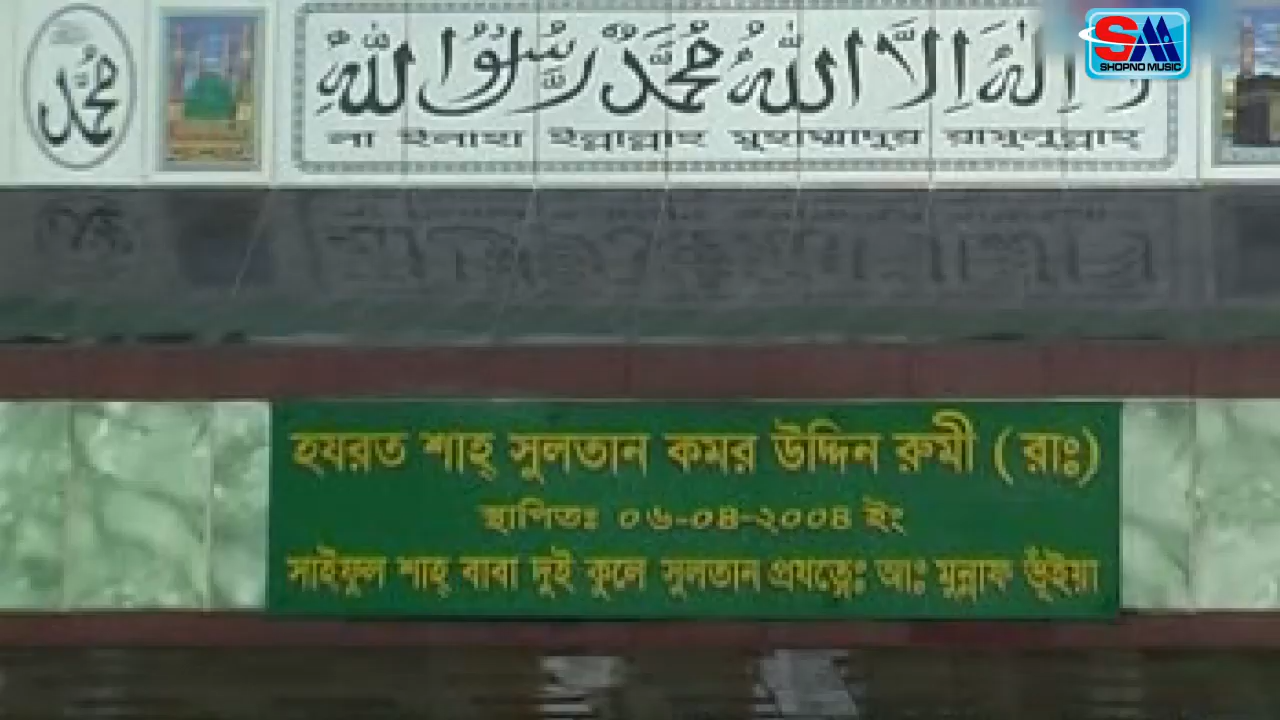 محمد
لا إله إلا الله محمد رسول الله
SM
SHOPNO MUSIC
লা ইলাহা ইল্লাল্লাহু মুহাম্মাদুর রাসুলুল্লাহ্
হযরত শাহ্ সুলতান কমর উদ্দিন রুমী (রাঃ)
স্থাপিতঃ ০৬-০৪-২০০৪ ইং
সাইফুল শাহ্ বাবা দুই কুলে সুলতান প্রযত্নেঃ আঃ মুন্নাফ ভূঁইয়া